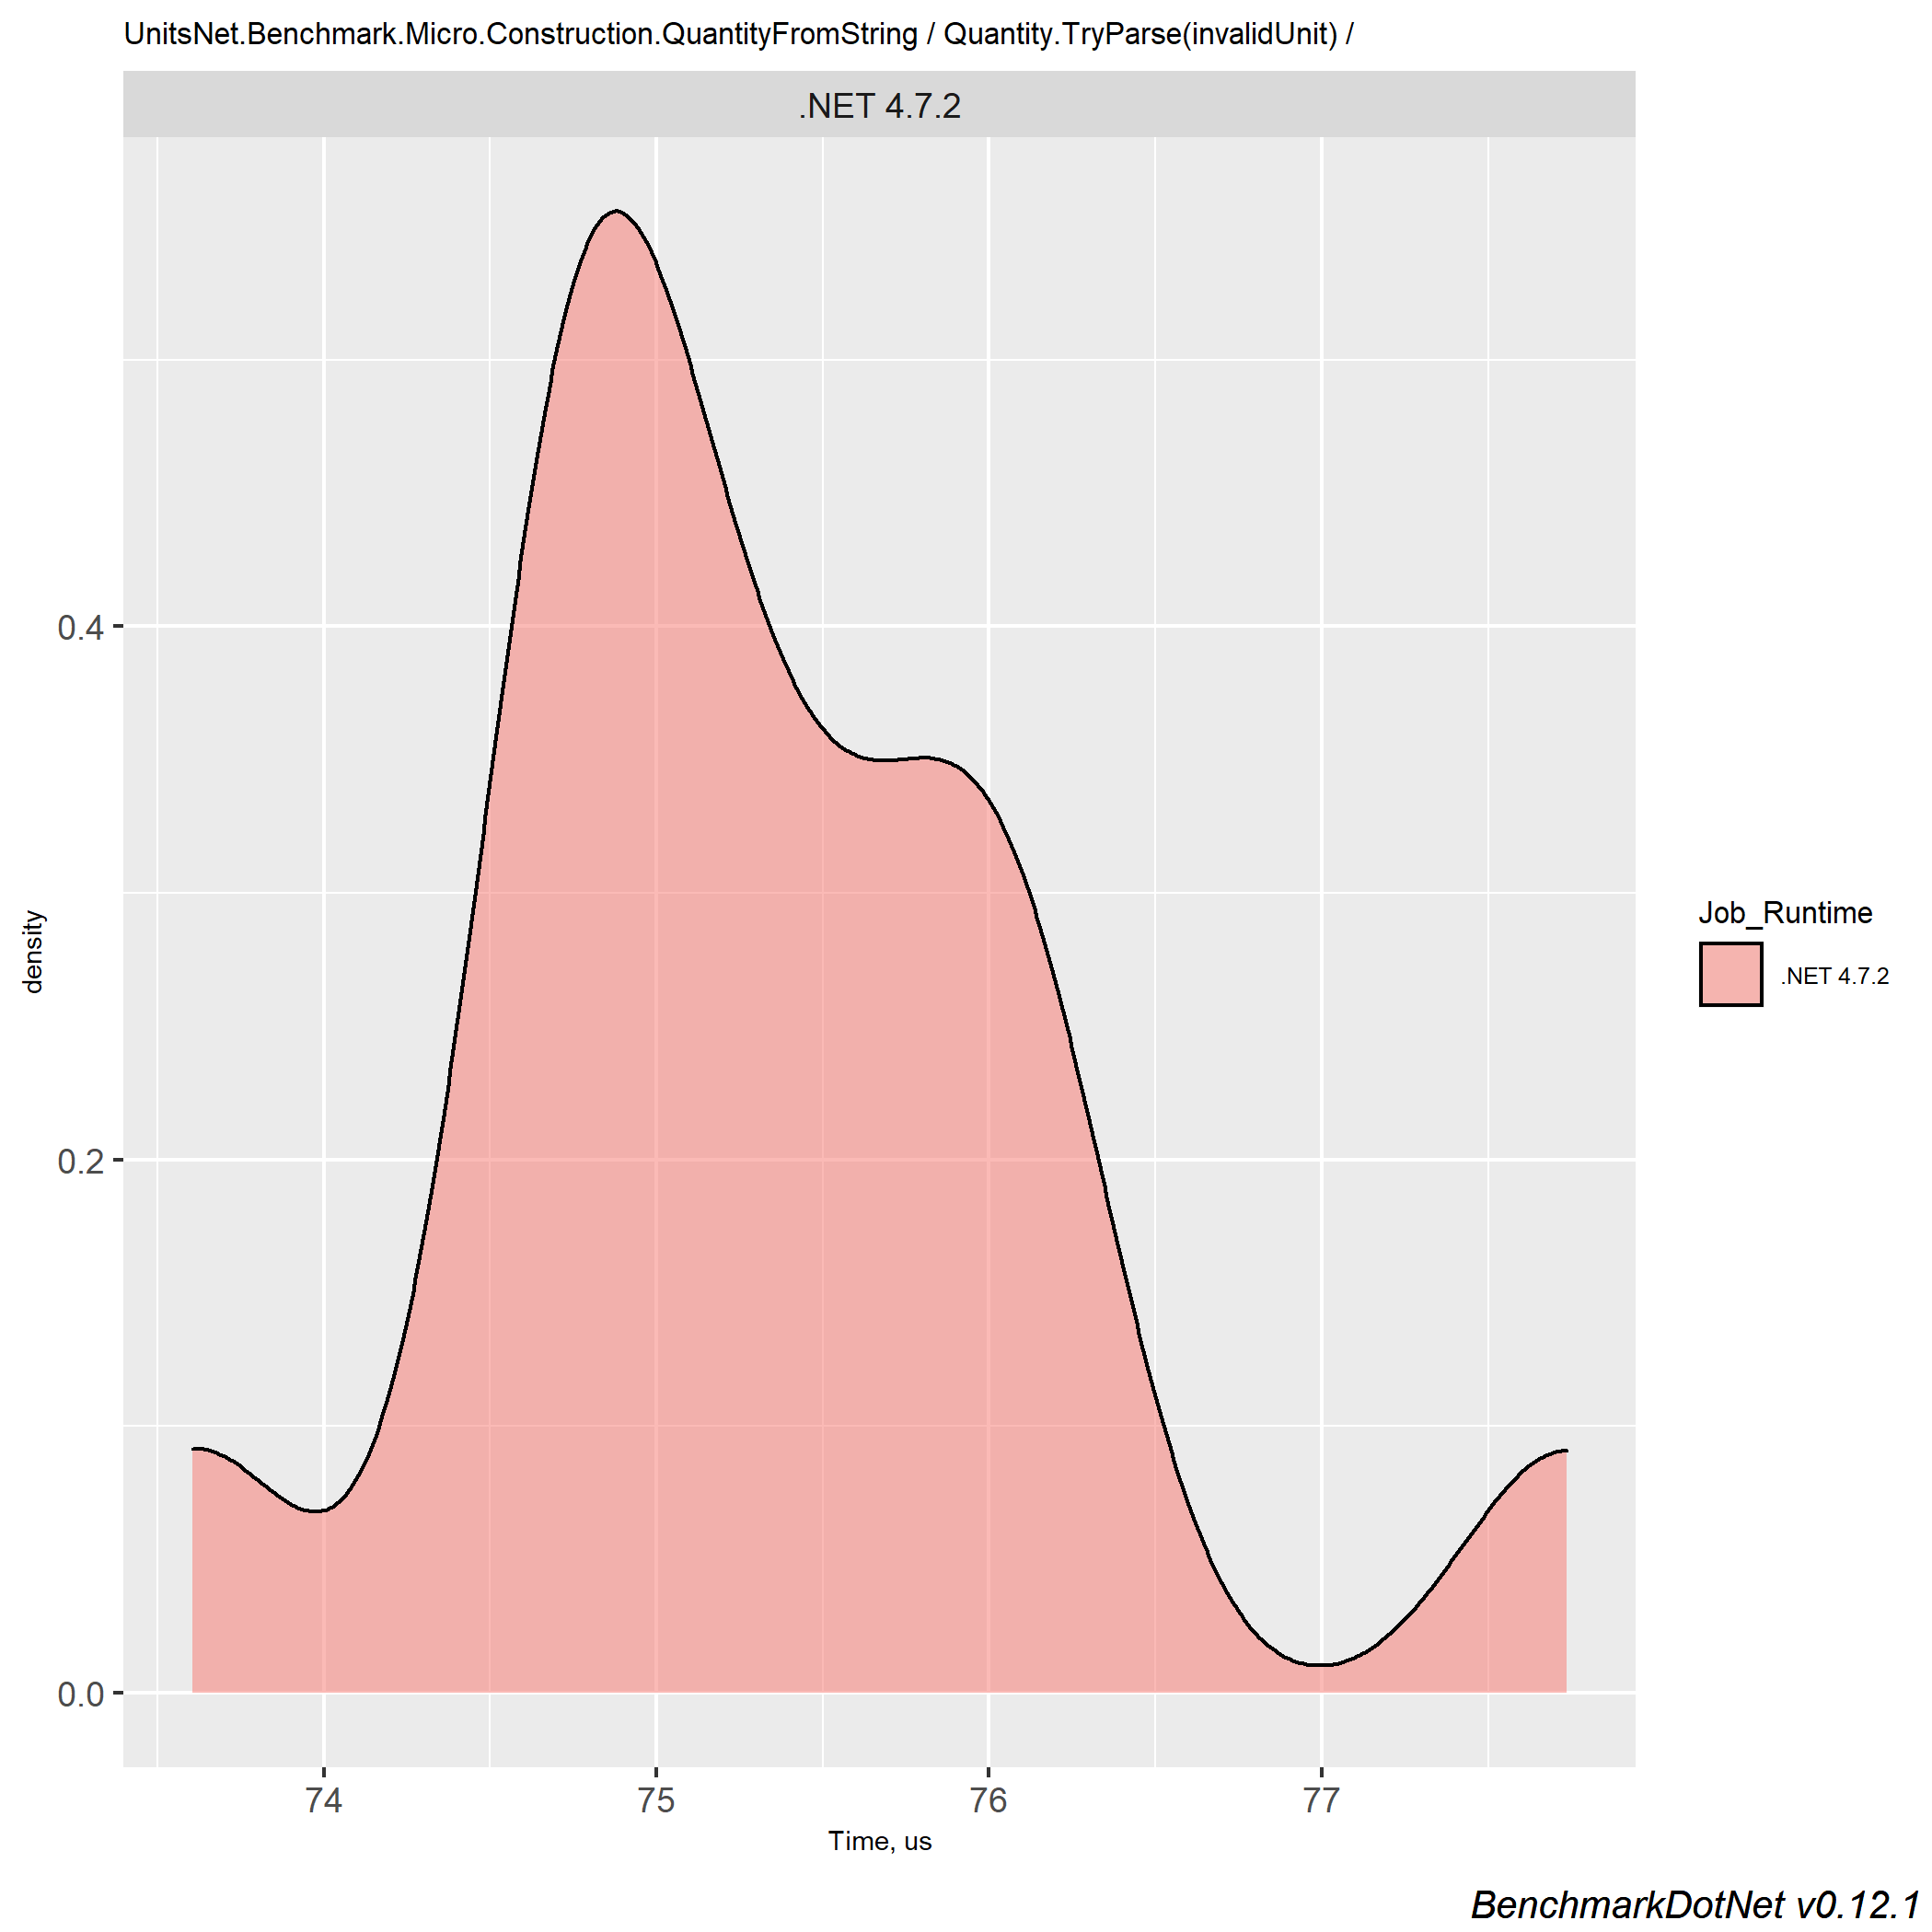 UnitsNet.Benchmark.Micro.Construction.QuantityFromString / Quantity.TryParse(invalidUnit) /
.NET 4.7.2
0.4
0.2
0.0
density
74 75 76 77
Time, us
Job_Runtime
.NET 4.7.2
BenchmarkDotNet v0.12.1